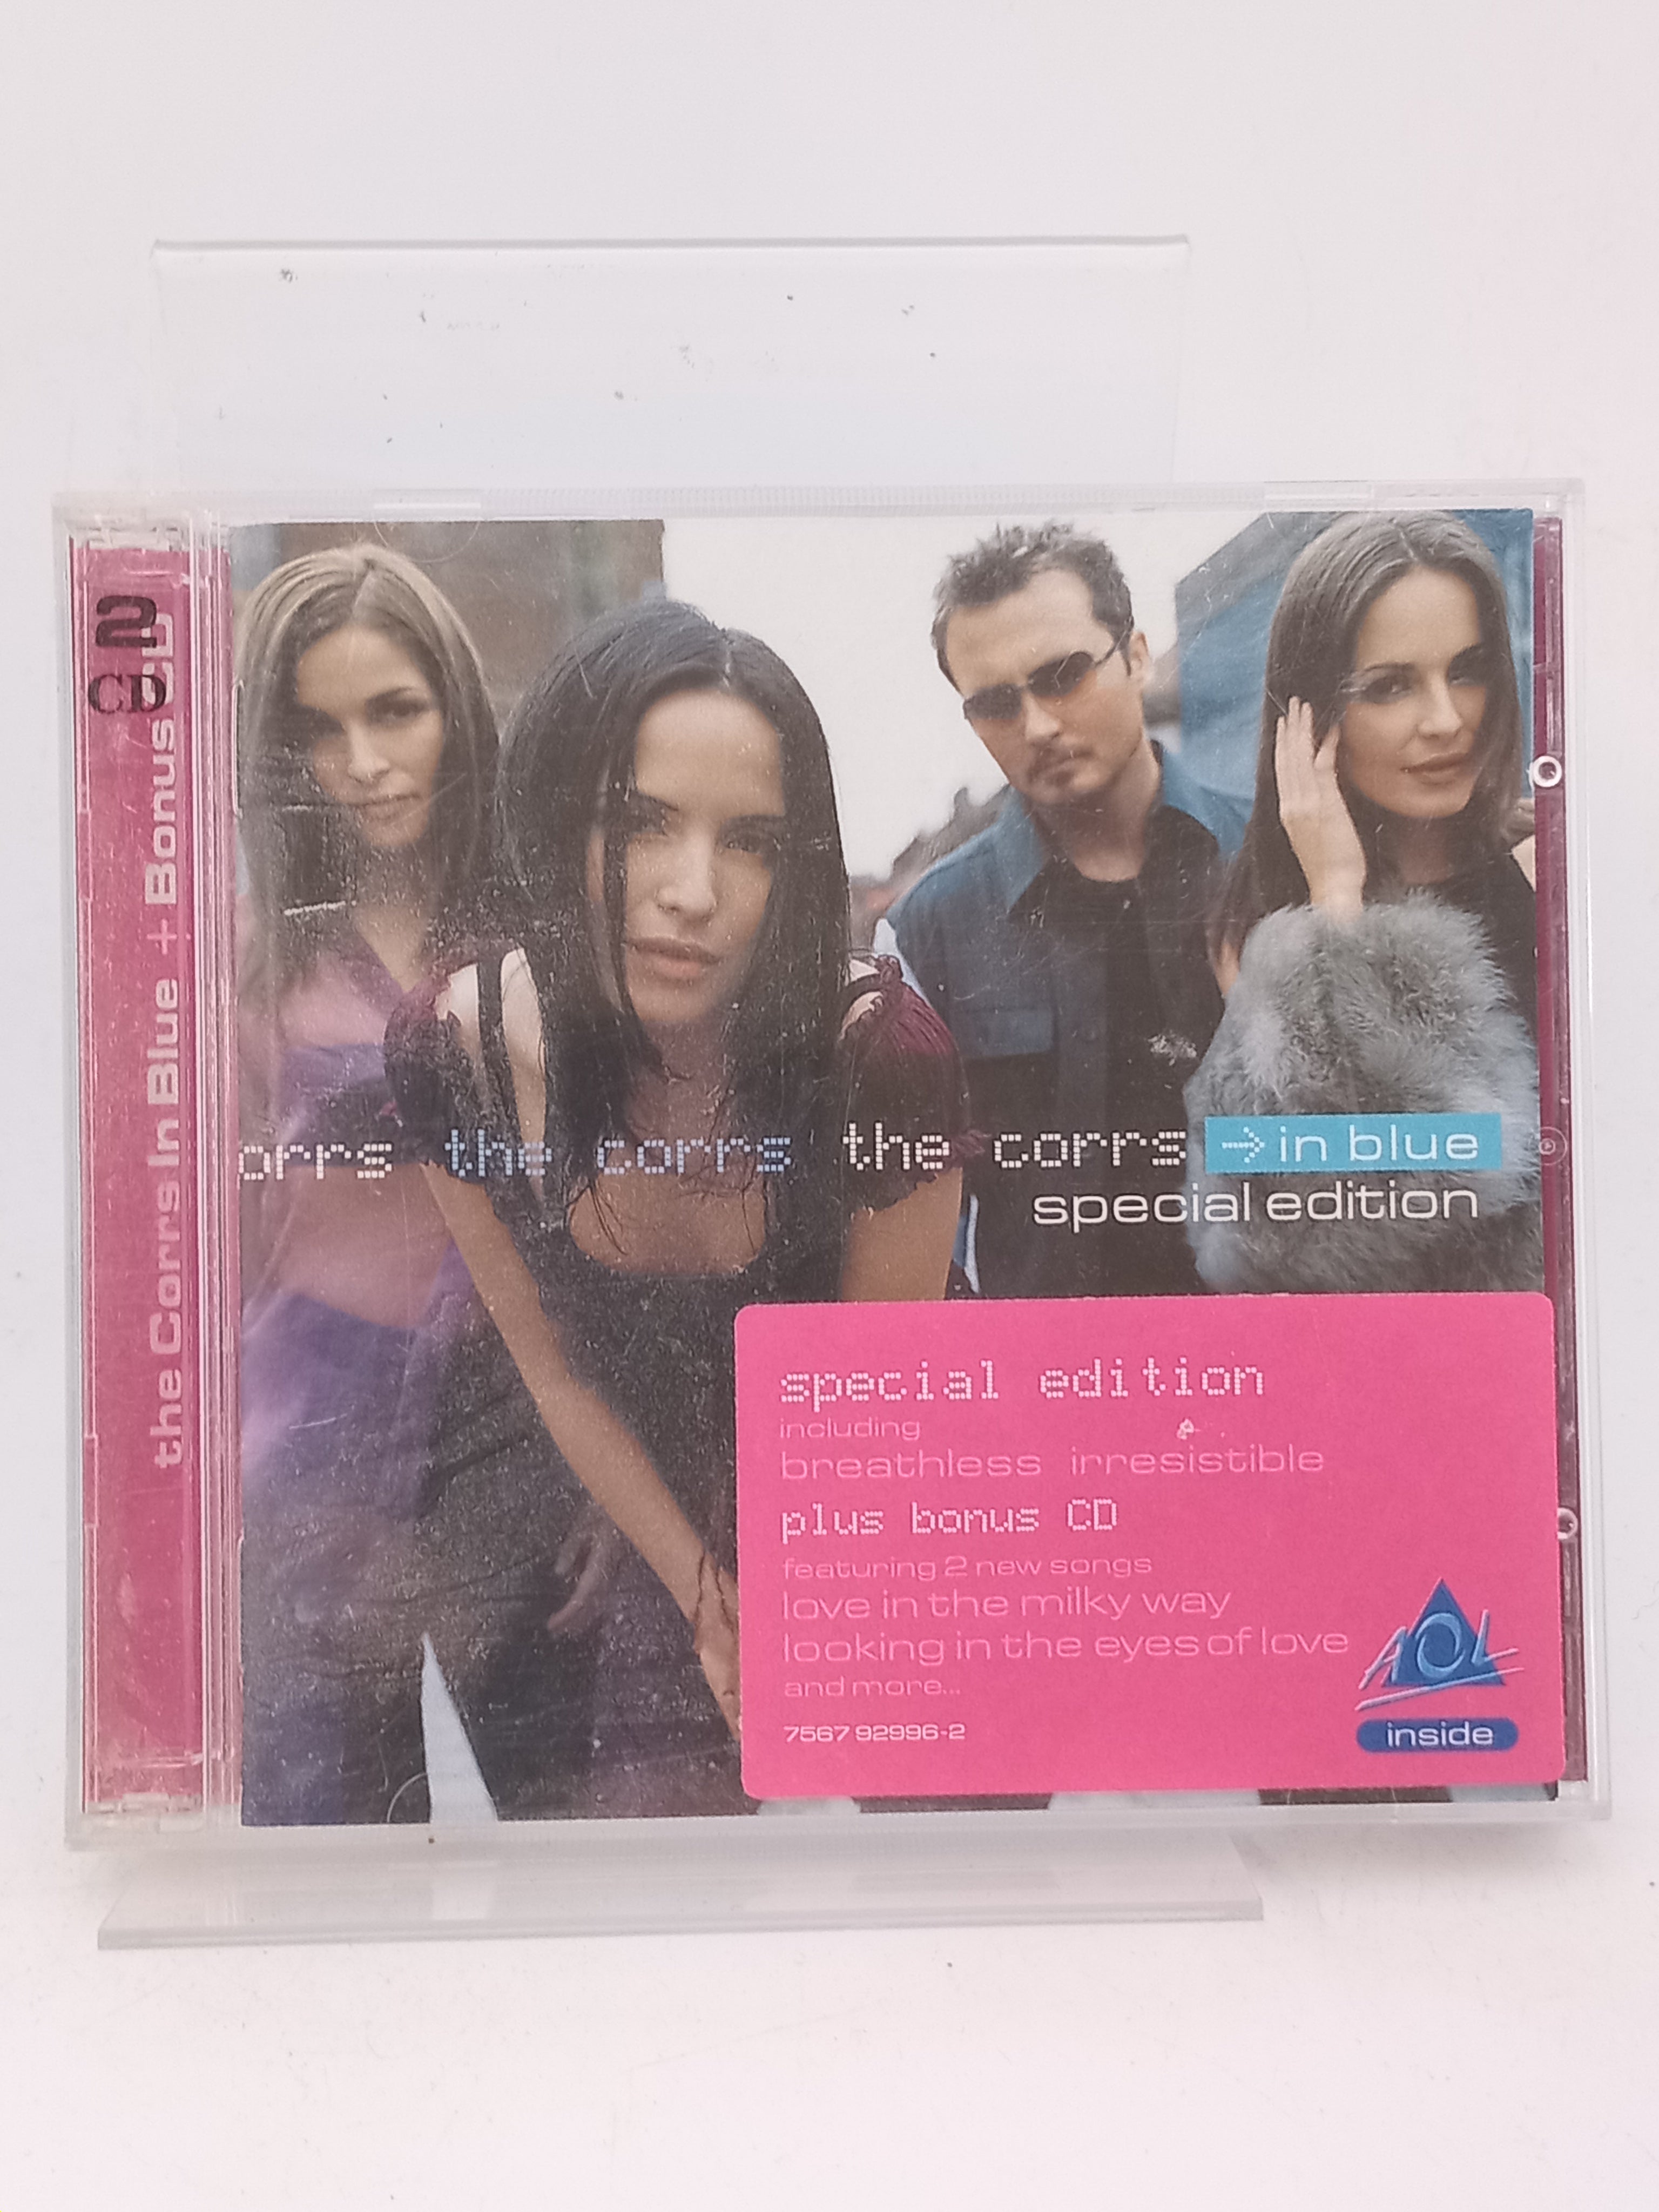 2
CD
the Corrs In Blue + Bonus CD
orrs the corrs the corrs → in blue
special edition
special edition
including
breathless irresistible
plus bonus CD
featuring 2 new songs
love in the milky way
looking in the eyes of love
and more...
7567 92996-2
AOL
inside